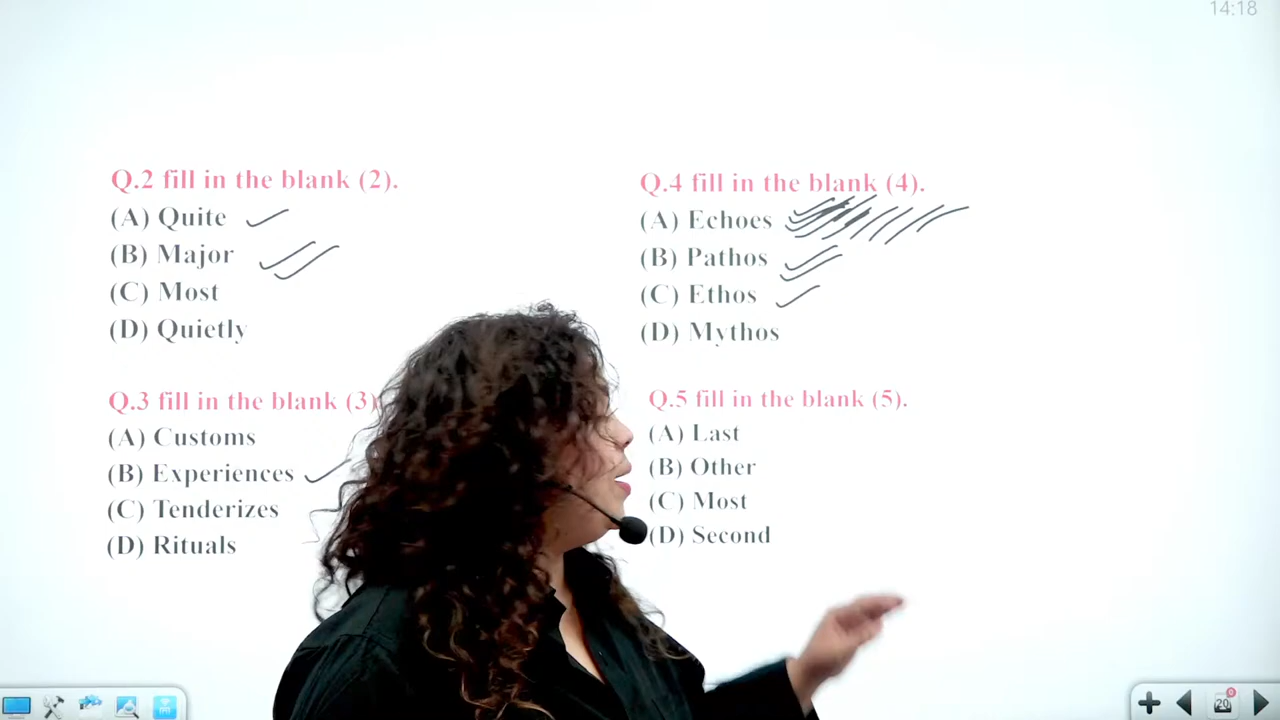 14:18
Q.2 fill in the blank (2).
(A) Quite
(B) Major
(C) Most
(D) Quietly
Q.3 fill in the blank (3)
(A) Customs
(B) Experiences
(C) Tenderizes
(D) Rituals
Q.4 fill in the blank (4).
(A) Echoes
(B) Pathos
(C) Ethos
(D) Mythos
Q.5 fill in the blank (5).
(A) Last
(B) Other
(C) Most
(D) Second
20